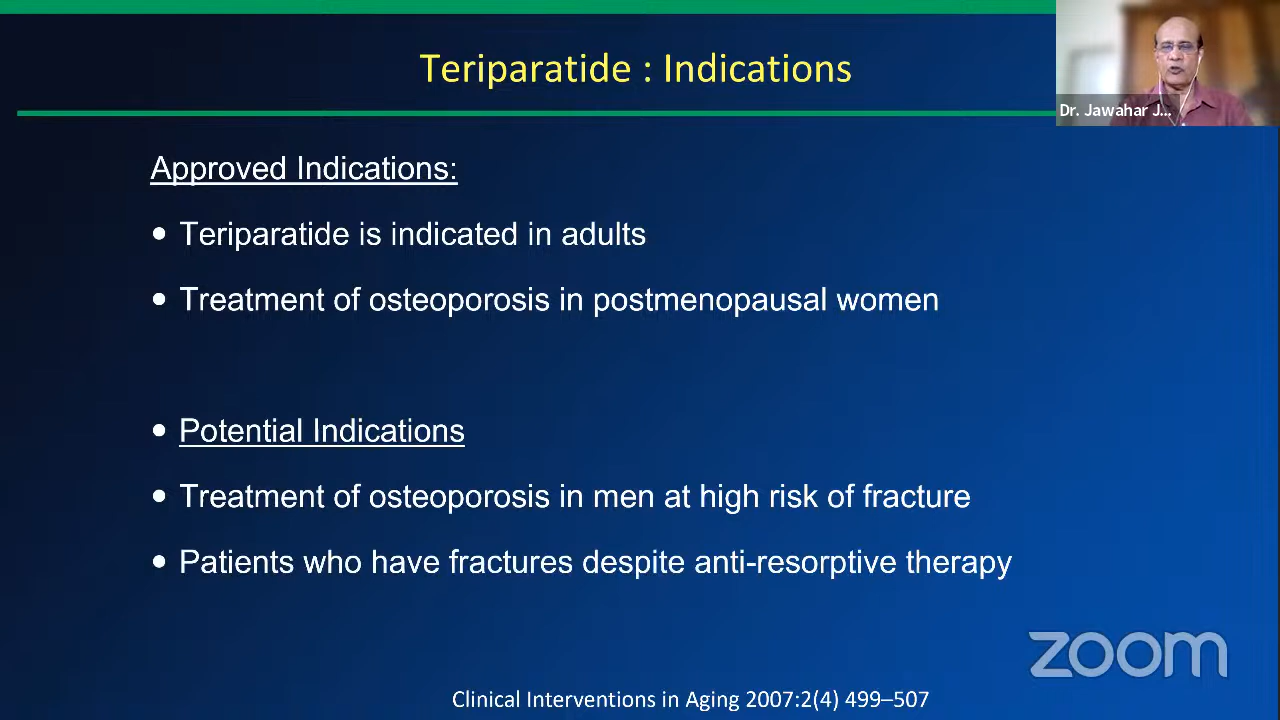 Teriparatide : Indications
Dr. Jawahar J...
Approved Indications:
• Teriparatide is indicated in adults
• Treatment of osteoporosis in postmenopausal women
• Potential Indications
• Treatment of osteoporosis in men at high risk of fracture
• Patients who have fractures despite anti-resorptive therapy
zoom
Clinical Interventions in Aging 2007:2(4) 499–507